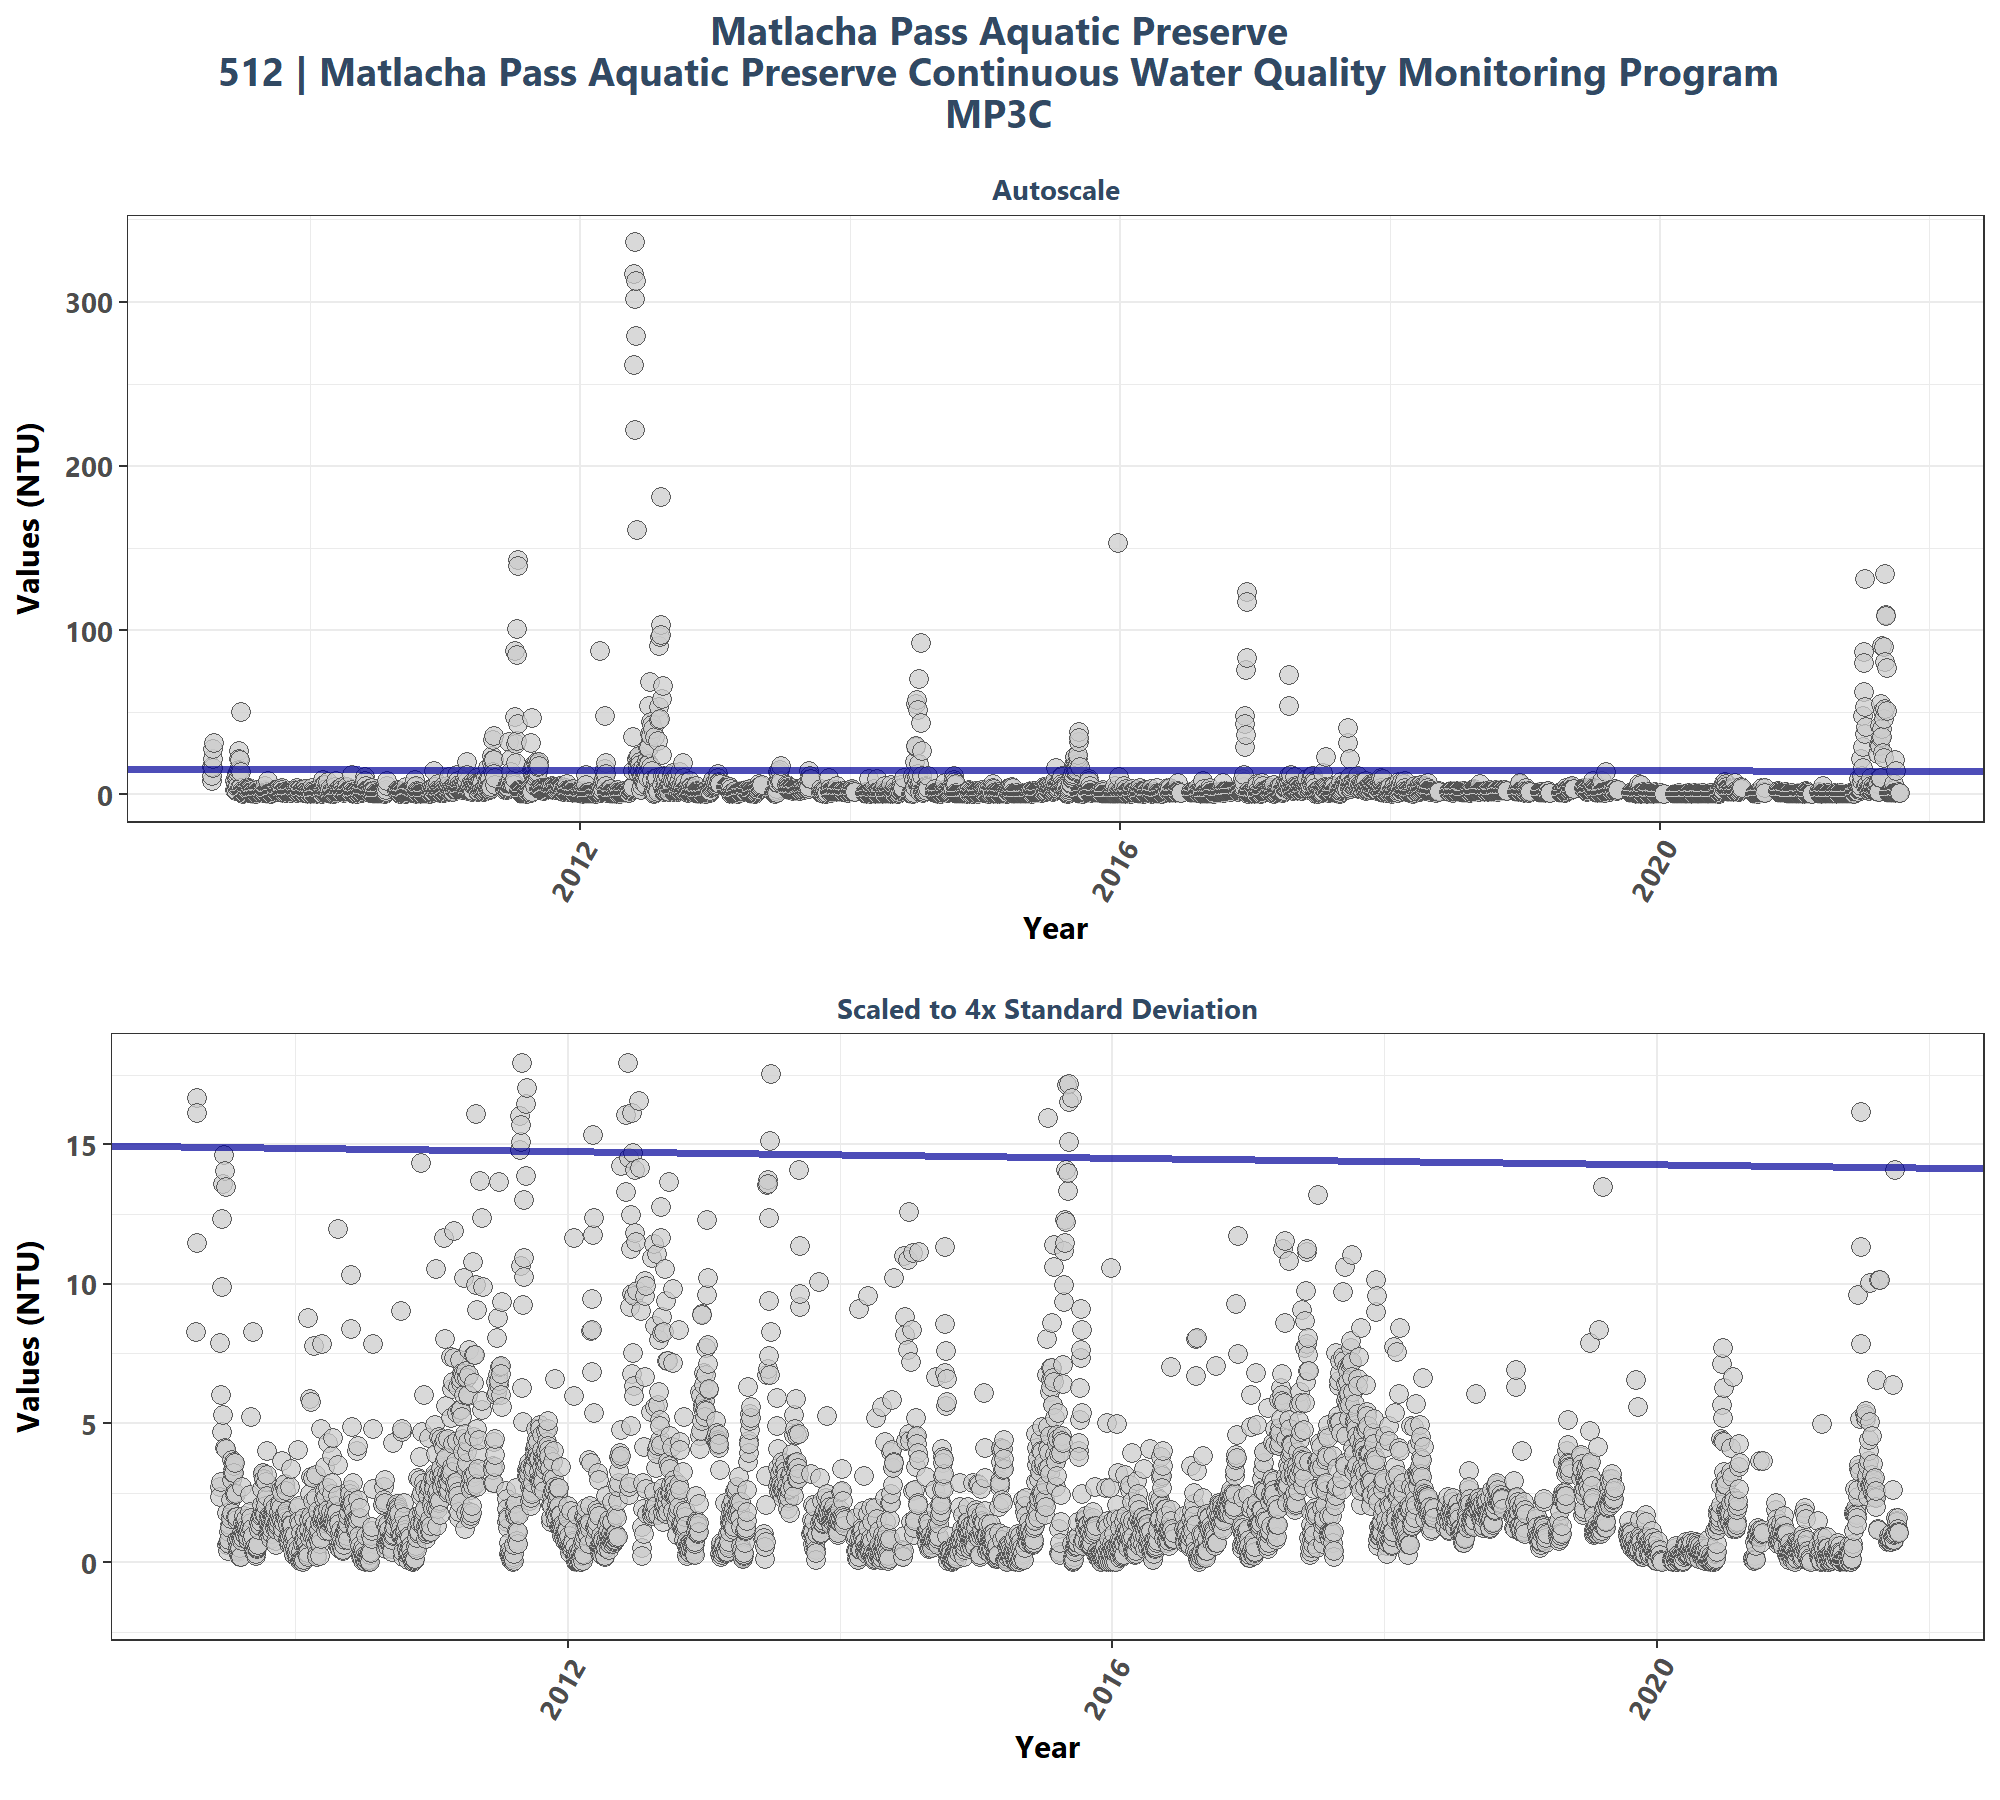 Matlacha Pass Aquatic Preserve
512 | Matlacha Pass Aquatic Preserve Continuous Water Quality Monitoring Program
MP3C
Autoscale
Values (NTU)
300
200
100
0
2012
2016
2020
Year
Scaled to 4x Standard Deviation
Values (NTU)
15
10
5
0
2012
2016
2020
Year